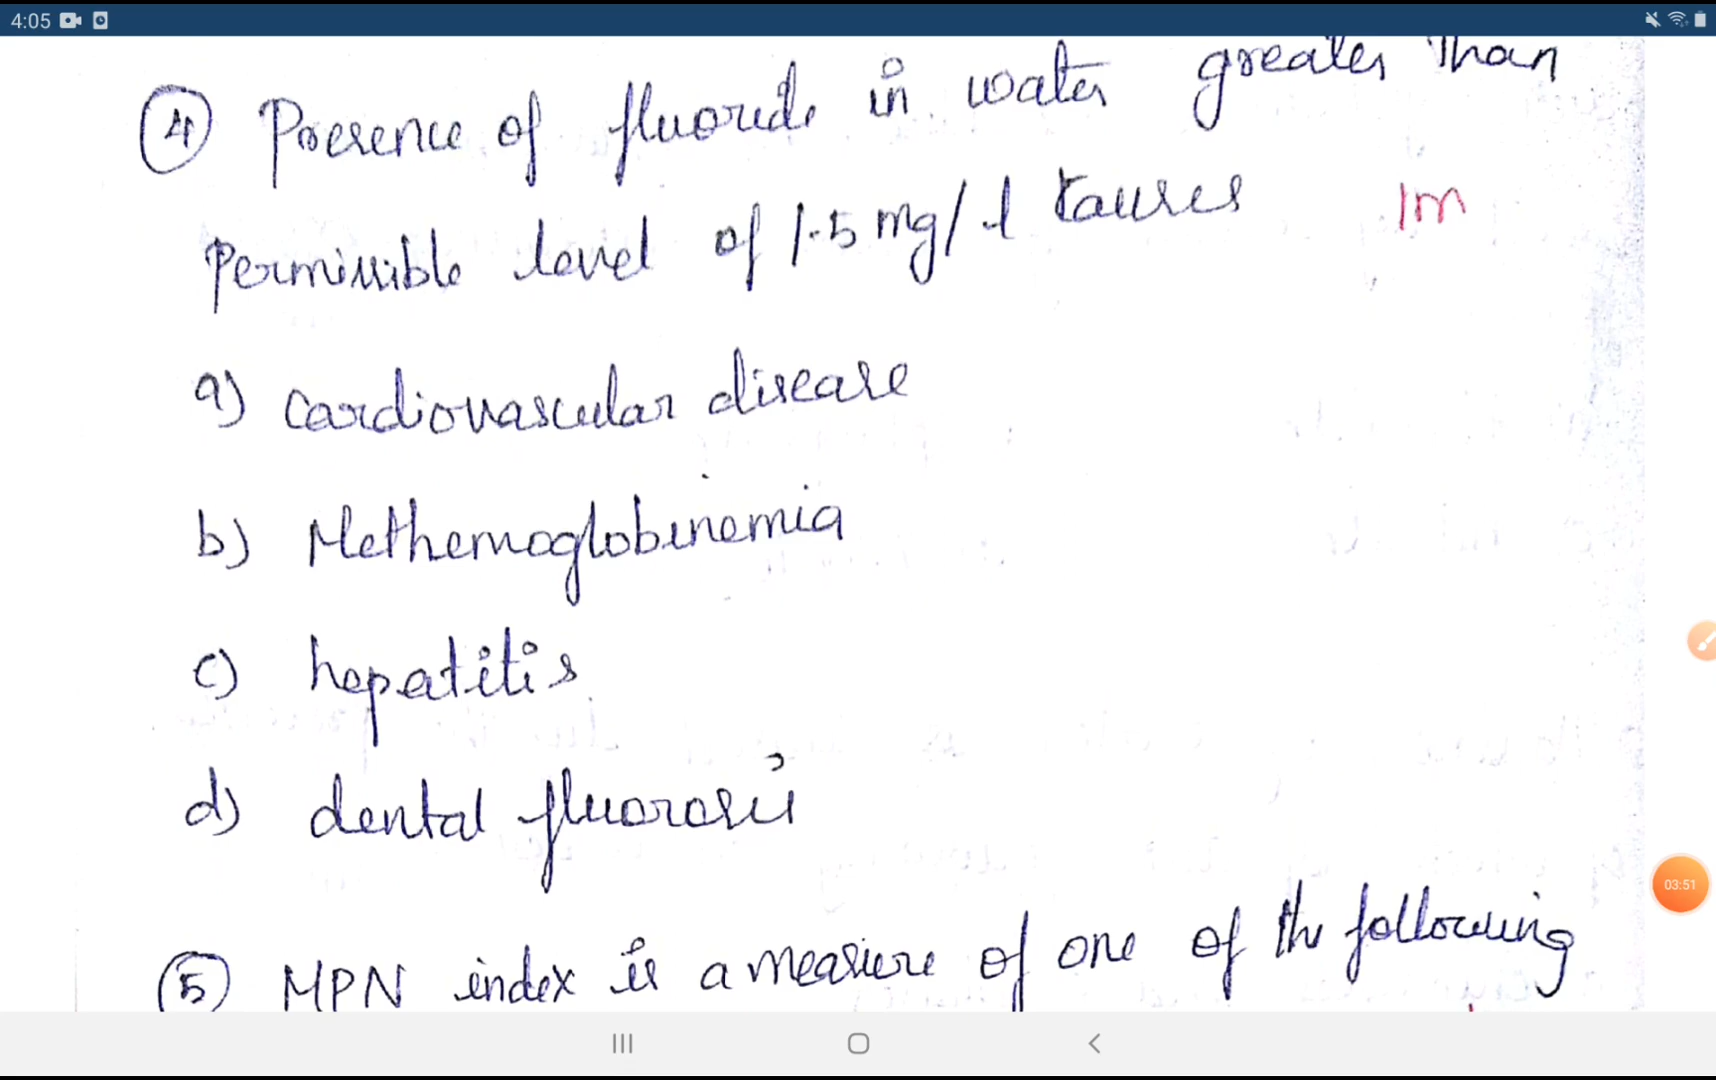 4:05
④ Presence of fluoride in water greater than
permissible level of 1.5 mg/l causes 1m
a) cardiovascular disease
b) Methemoglobinemia
c) hepatitis
d) dental fluorosis
03:51
⑤ MPN index is a measure of one of the following